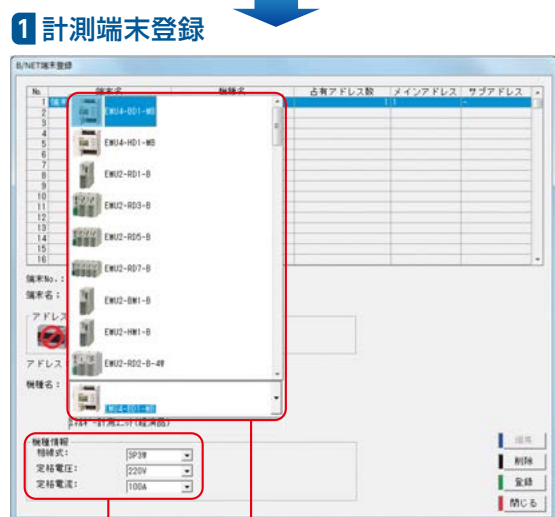 1 計測端末登録
B/NET端末登録
No. 端末名 機種名 占有アドレス数 メインアドレス サブアドレス
1 1 1 -
2
3
4
5
6
7
8
9
10
11
12
13
14
15
16
EMU4-BD1-MB
EMU4-HD1-MB
EMU2-RD1-B
EMU2-RD3-B
EMU2-RD5-B
EMU2-RD7-B
EMU2-BM1-B
EMU2-HM1-B
EMU2-RD2-B-4W
端末No.:
端末名:
アドレス
アドレス
機種名:
EMU4-BD1-MB
機種情報
相線式: 3P3W
定格電圧: 220V
定格電流: 100A
編集
削除
登録
閉じる